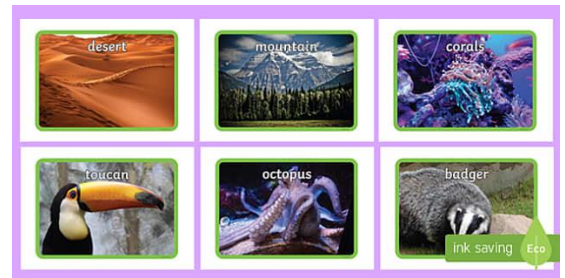 desert
mountain
corals
toucan
octopus
badger
ink saving
Eco